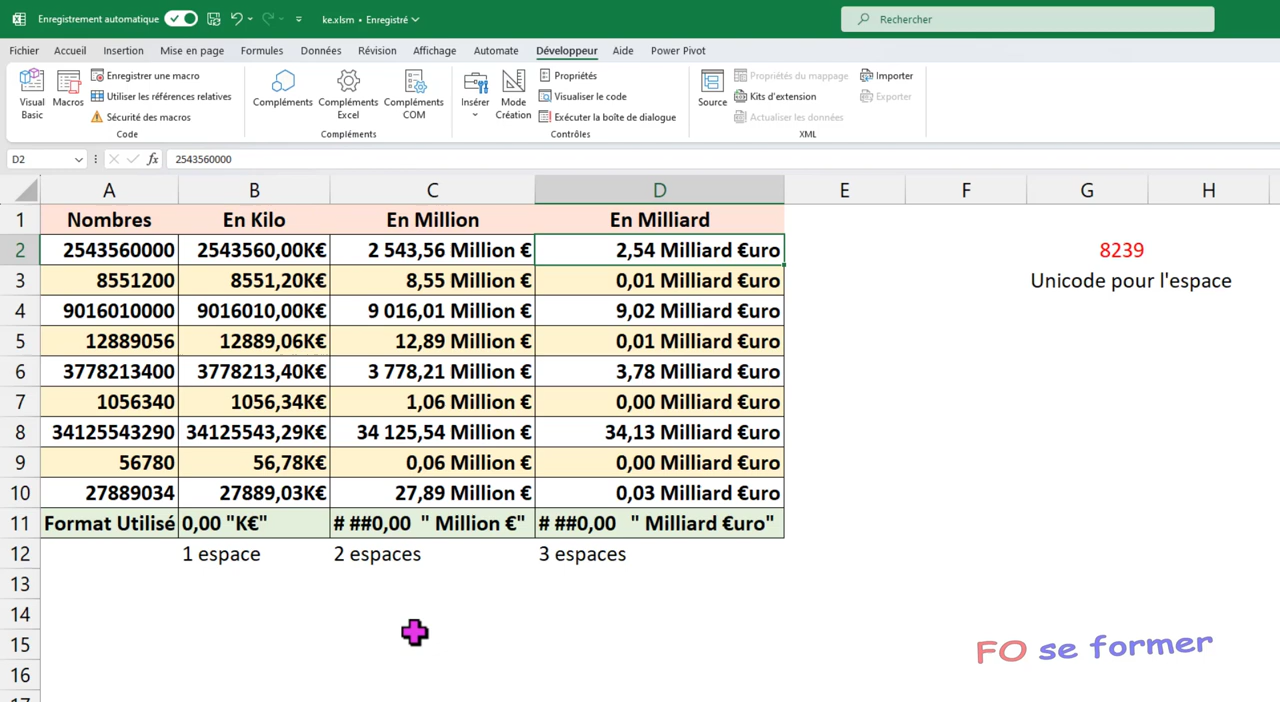 Enregistrement automatique
ke.xlsm • Enregistré
Rechercher
Fichier Accueil Insertion Mise en page Formules Données Révision Affichage Automate Développeur Aide Power Pivot
Visual Basic
Macros
Enregistrer une macro
Utiliser les références relatives
Sécurité des macros
Code
Compléments
Compléments Excel
Compléments COM
Compléments
Insérer
Mode Création
Propriétés
Visualiser le code
Exécuter la boîte de dialogue
Contrôles
Source
Propriétés du mappage
Kits d'extension
Actualiser les données
Importer
Exporter
XML
D2 fx 2543560000
A B C D E F G H
1 Nombres En Kilo En Million En Milliard
2 2543560000 2543560,00K€ 2 543,56 Million € 2,54 Milliard €uro 8239
3 8551200 8551,20K€ 8,55 Million € 0,01 Milliard €uro Unicode pour l'espace
4 9016010000 9016010,00K€ 9 016,01 Million € 9,02 Milliard €uro
5 12889056 12889,06K€ 12,89 Million € 0,01 Milliard €uro
6 3778213400 3778213,40K€ 3 778,21 Million € 3,78 Milliard €uro
7 1056340 1056,34K€ 1,06 Million € 0,00 Milliard €uro
8 34125543290 34125543,29K€ 34 125,54 Million € 34,13 Milliard €uro
9 56780 56,78K€ 0,06 Million € 0,00 Milliard €uro
10 27889034 27889,03K€ 27,89 Million € 0,03 Milliard €uro
11 Format Utilisé 0,00 "K€" # ##0,00  " Million €" # ##0,00   " Milliard €uro"
12 1 espace 2 espaces 3 espaces
13
14
15
16
FO se former